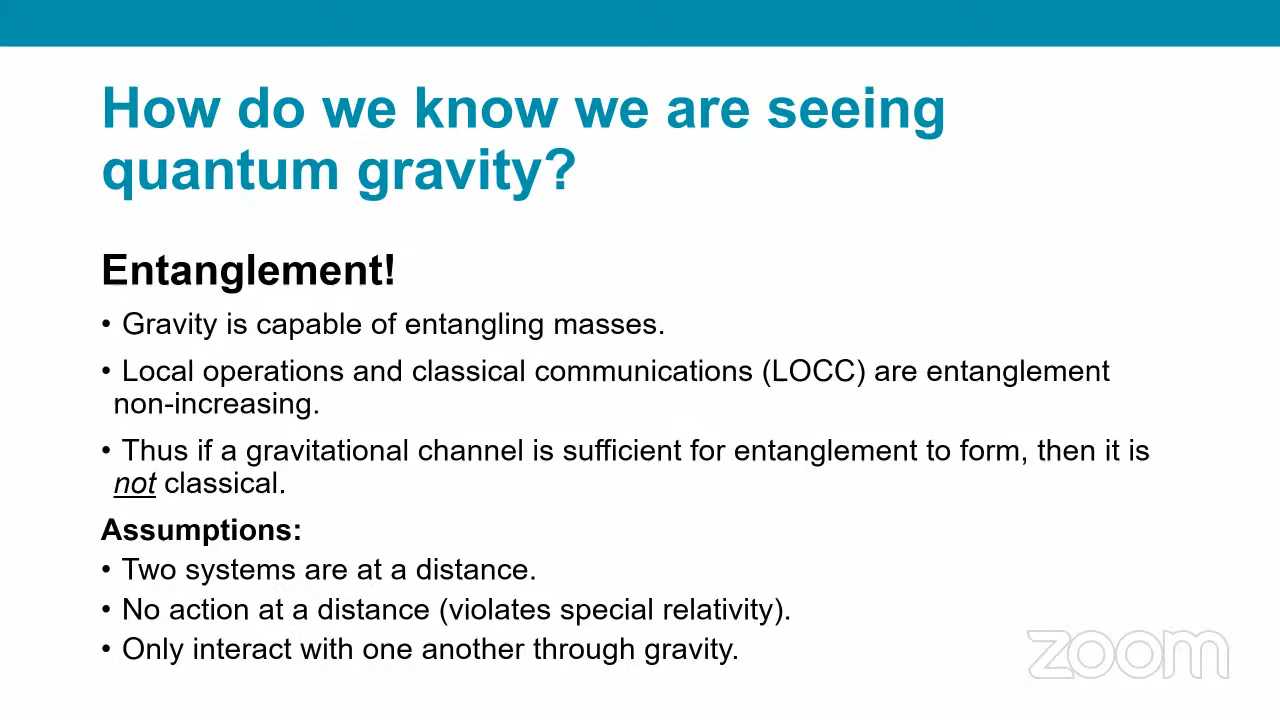 How do we know we are seeing
quantum gravity?
Entanglement!
• Gravity is capable of entangling masses.
• Local operations and classical communications (LOCC) are entanglement
non-increasing.
• Thus if a gravitational channel is sufficient for entanglement to form, then it is
not classical.
Assumptions:
• Two systems are at a distance.
• No action at a distance (violates special relativity).
• Only interact with one another through gravity.
zoom